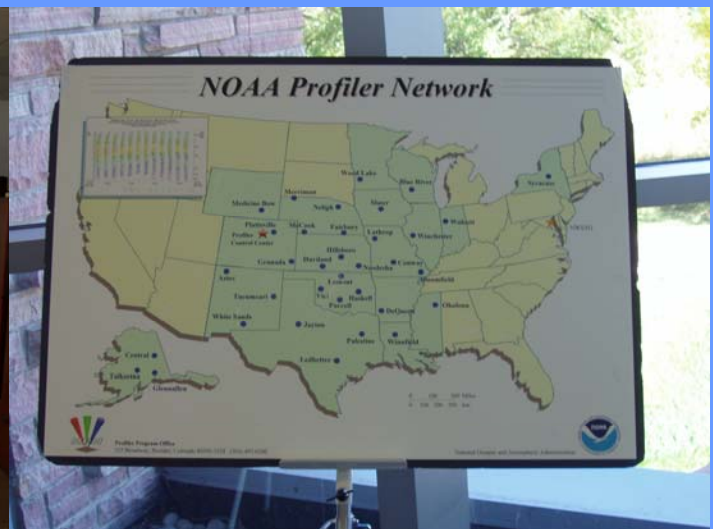 NOAA Profiler Network
Wood Lake
Blue River
Syracuse
Merriman
Medicine Bow
Neligh
Slater
Wolcott
Platteville
McCook
Fairbury
Profiler
Control Center
Lathrop
Winchester
Hillsboro
Granada
Haviland
Neodesha
Conway
Aztec
Lamont
Bloomfield
Tucumcari
Vici
Haskell
Purcell
DeQueen
Okolona
White Sands
Jayton
Palestine
Winnfield
Central
Ledbetter
Talkeetna
Glennallen
Profiler Program Office
National Oceanic and Atmospheric Administration
NOAA